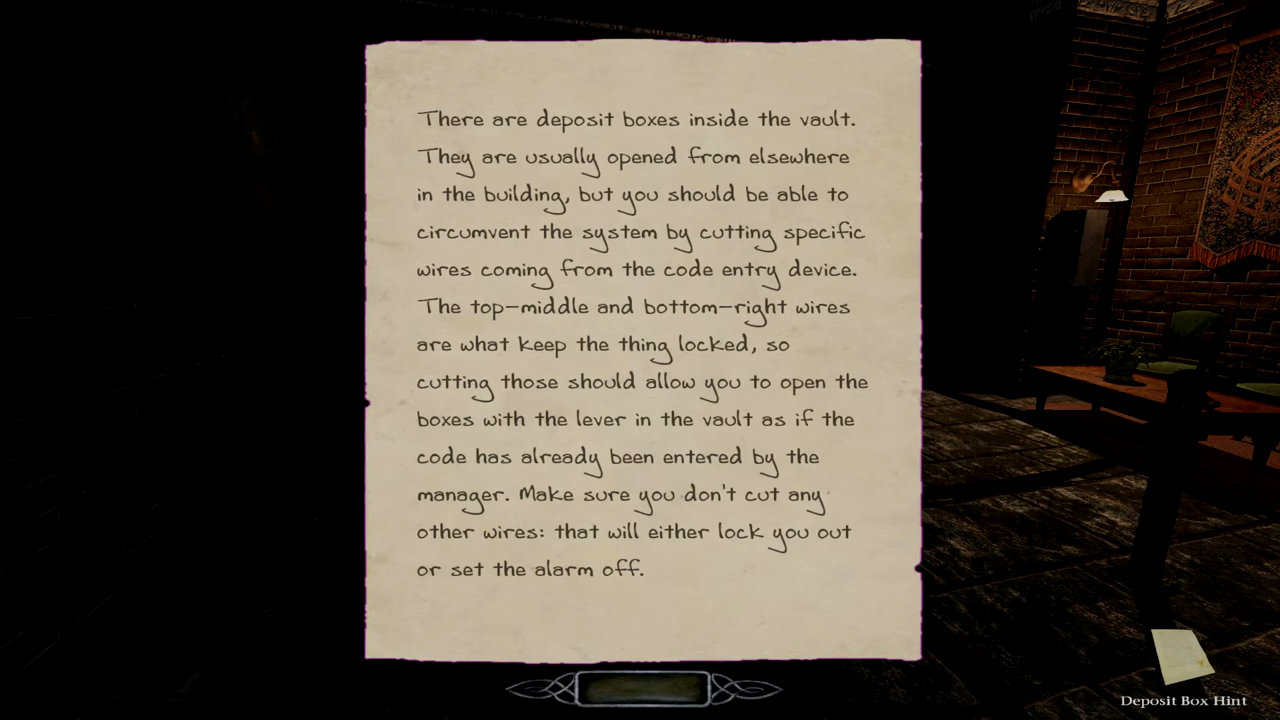 There are deposit boxes inside the vault.
They are usually opened from elsewhere
in the building, but you should be able to
circumvent the system by cutting specific
wires coming from the code entry device.
The top-middle and bottom-right wires
are what keep the thing locked, so
cutting those should allow you to open the
boxes with the lever in the vault as if the
code has already been entered by the
manager. Make sure you don't cut any
other wires: that will either lock you out
or set the alarm off.
Deposit Box Hint